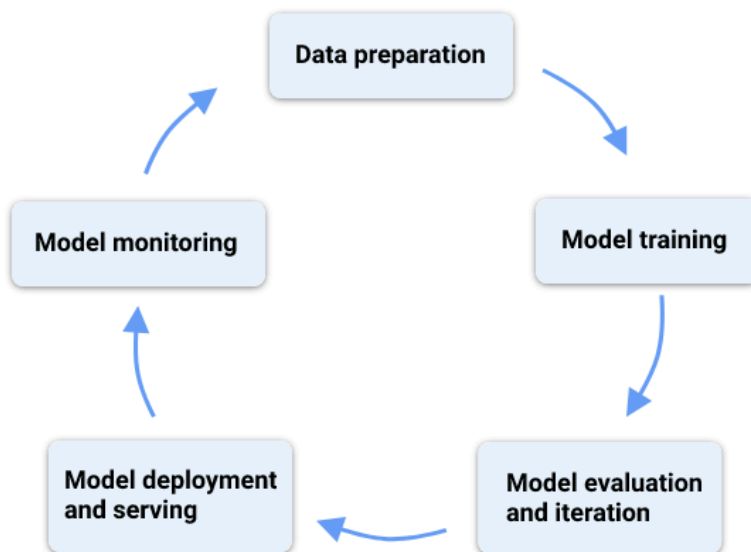 Data preparation
Model training
Model evaluation
and iteration
Model deployment
and serving
Model monitoring